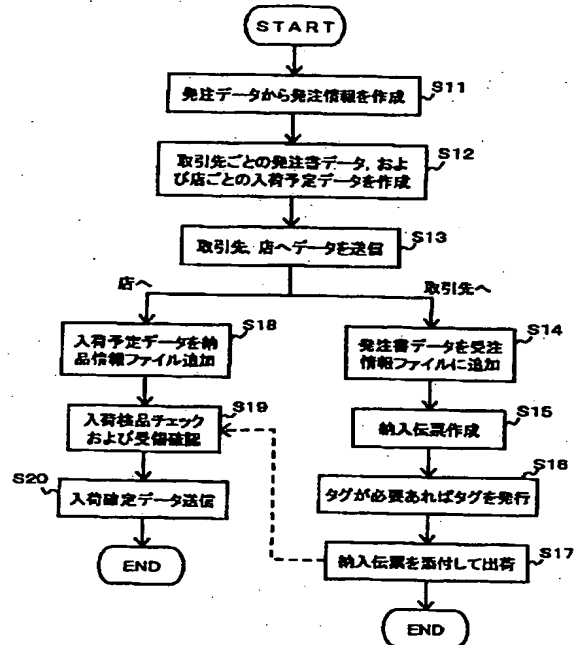 START
発注データから発注情報を作成
S11
取引先ごとの発注書データ,およ
び店ごとの入荷予定データを作成
S12
取引先,店へデータを送信
S13
店へ
取引先へ
入荷予定データを納
品情報ファイル追加
S18
発注書データを受注
情報ファイルに追加
S14
入荷検品チェック
および受領確認
S19
納入伝票作成
S15
S20
入荷確定データ送信
タグが必要あればタグを発行
S16
END
納入伝票を添付して出荷
S17
END